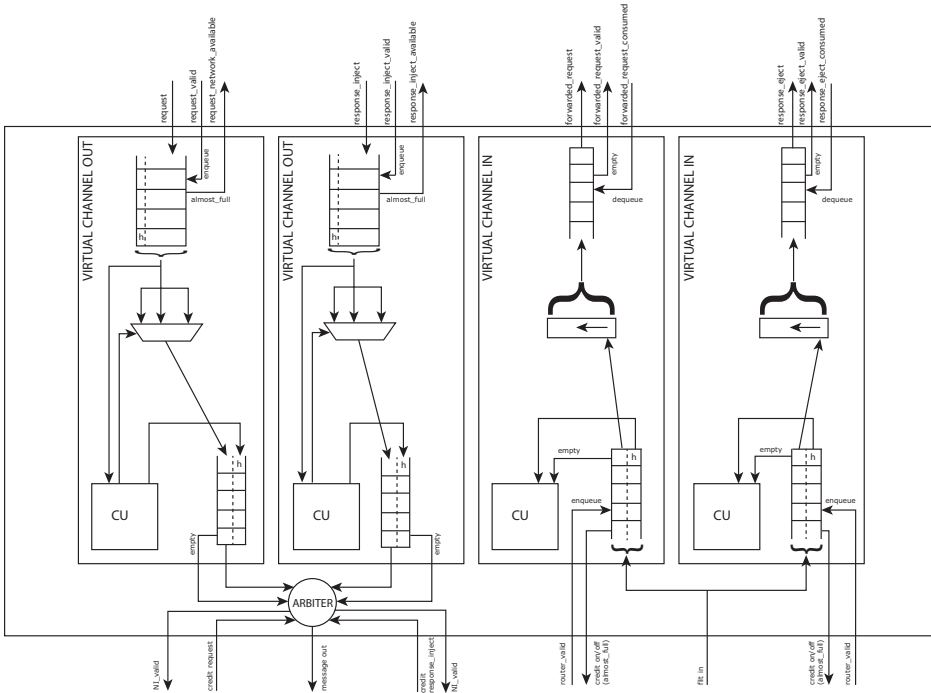 request
request_valid
request_network_available
response_inject
response_inject_valid
response_inject_available
forwarded_request
forwarded_request_valid
forwarded_request_consumed
response_eject
response_eject_valid
response_eject_consumed
VIRTUAL CHANNEL OUT
enqueue
almost_full
h
VIRTUAL CHANNEL OUT
enqueue
almost_full
h
VIRTUAL CHANNEL IN
empty
dequeue
VIRTUAL CHANNEL IN
empty
dequeue
h
CU
empty
h
CU
empty
h
empty
enqueue
CU
h
empty
enqueue
CU
ARBITER
NI_valid
credit request
message out
credit
response_inject
NI_valid
router_valid
credit on/off
(almost_full)
flit in
credit on/off
(almost_full)
router_valid